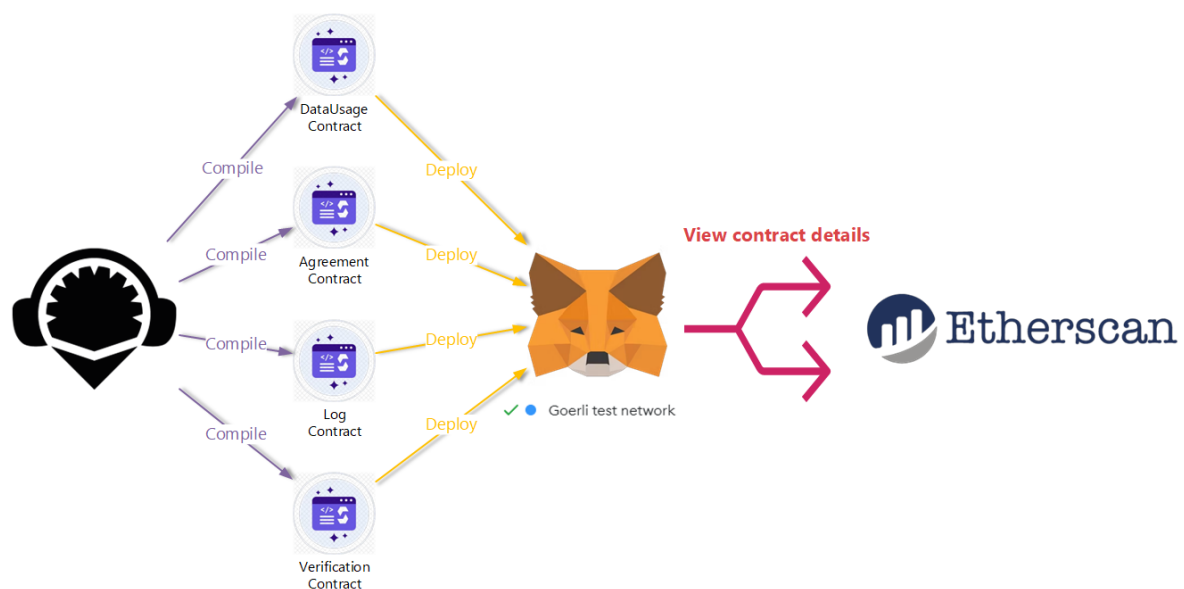 DataUsage
Contract
Compile
Deploy
Agreement
Contract
Compile
Deploy
Log
Contract
Compile
Deploy
Verification
Contract
Compile
Deploy
Goerli test network
View contract details
Etherscan